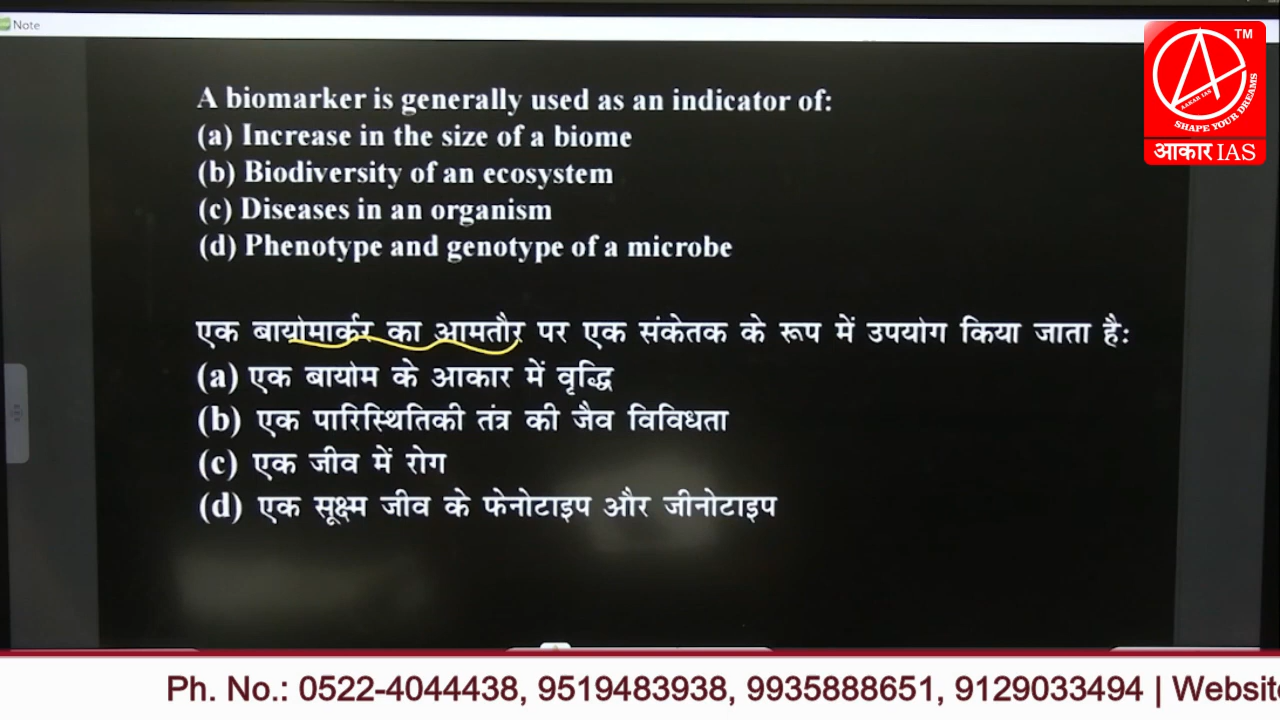 Note
TM
AAKAR IAS
SHAPE YOUR DREAMS
आकार IAS
A biomarker is generally used as an indicator of:
(a) Increase in the size of a biome
(b) Biodiversity of an ecosystem
(c) Diseases in an organism
(d) Phenotype and genotype of a microbe
एक बायोमार्कर का आमतौर पर एक संकेतक के रूप में उपयोग किया जाता है:
(a) एक बायोम के आकार में वृद्धि
(b) एक पारिस्थितिकी तंत्र की जैव विविधता
(c) एक जीव में रोग
(d) एक सूक्ष्म जीव के फेनोटाइप और जीनोटाइप
Ph. No.: 0522-4044438, 9519483938, 9935888651, 9129033494 | Website